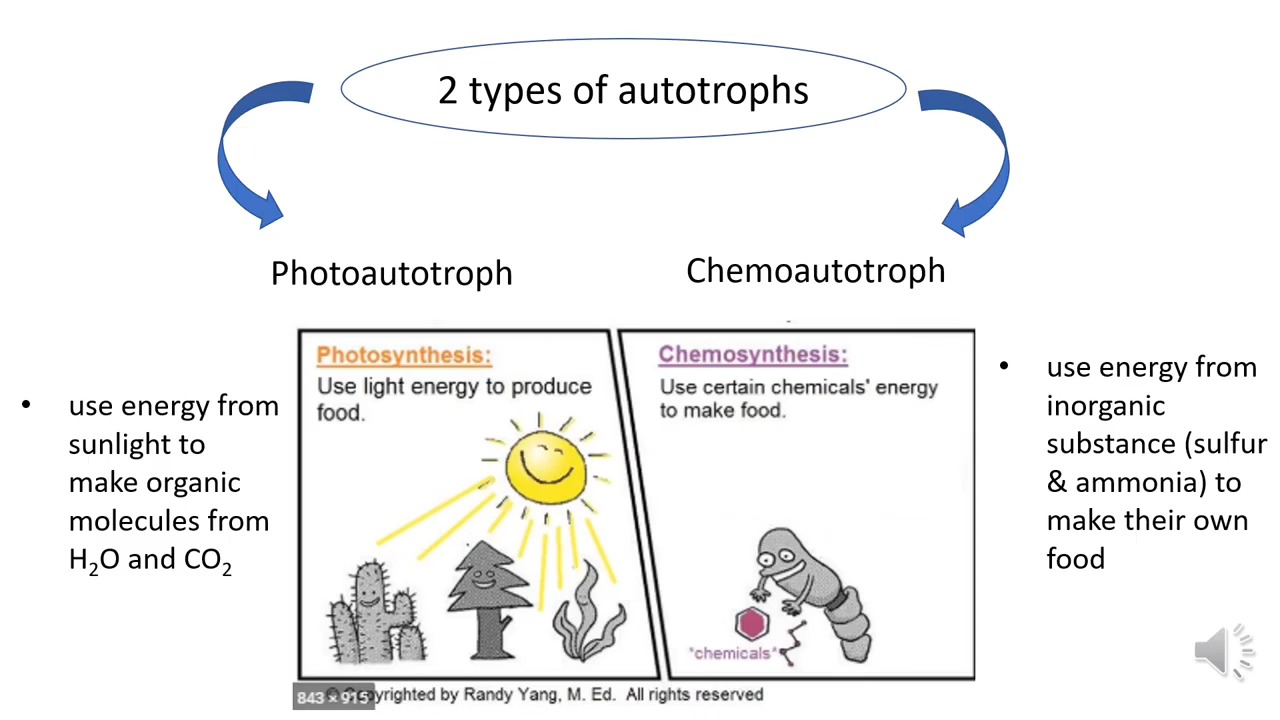 2 types of autotrophs
Photoautotroph
Chemoautotroph
• use energy from
sunlight to
make organic
molecules from
H₂O and CO₂
Photosynthesis:
Use light energy to produce
food.
Chemosynthesis:
Use certain chemicals' energy
to make food.
*chemicals*
• use energy from
inorganic
substance (sulfur
& ammonia) to
make their own
food
843 × 915
yrighted by Randy Yang, M. Ed. All rights reserved